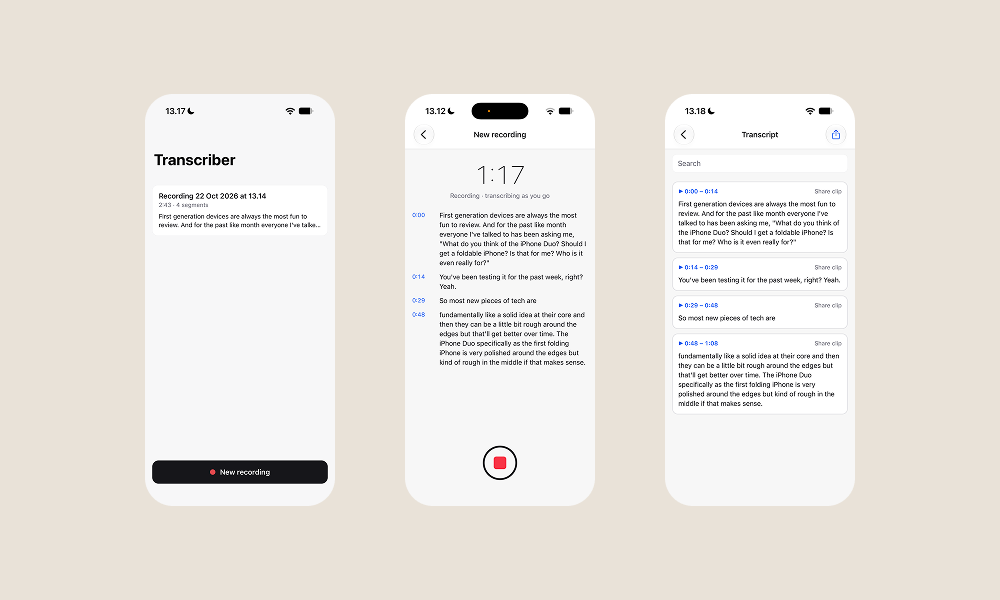 13.17
Transcriber
Recording 22 Oct 2026 at 13.14
2:43 · 4 segments
First generation devices are always the most fun to
review. And for the past like month everyone I've talke...
New recording
13.12
New recording
1:17
Recording · transcribing as you go
0:00
First generation devices are always the most
fun to review. And for the past like month
everyone I've talked to has been asking me,
"What do you think of the iPhone Duo? Should I
get a foldable iPhone? Is that for me? Who is it
even really for?"
0:14
You've been testing it for the past week, right?
Yeah.
0:29
So most new pieces of tech are
0:48
fundamentally like a solid idea at their core and
then they can be a little bit rough around the
edges but that'll get better over time. The
iPhone Duo specifically as the first folding
iPhone is very polished around the edges but
kind of rough in the middle if that makes sense.
13.18
Transcript
Search
0:00 – 0:14
Share clip
First generation devices are always the most fun to
review. And for the past like month everyone I've
talked to has been asking me, "What do you think of
the iPhone Duo? Should I get a foldable iPhone? Is
that for me? Who is it even really for?"
0:14 – 0:29
Share clip
You've been testing it for the past week, right? Yeah.
0:29 – 0:48
Share clip
So most new pieces of tech are
0:48 – 1:08
Share clip
fundamentally like a solid idea at their core and then
they can be a little bit rough around the edges but
that'll get better over time. The iPhone Duo
specifically as the first folding iPhone is very
polished around the edges but kind of rough in the
middle if that makes sense.